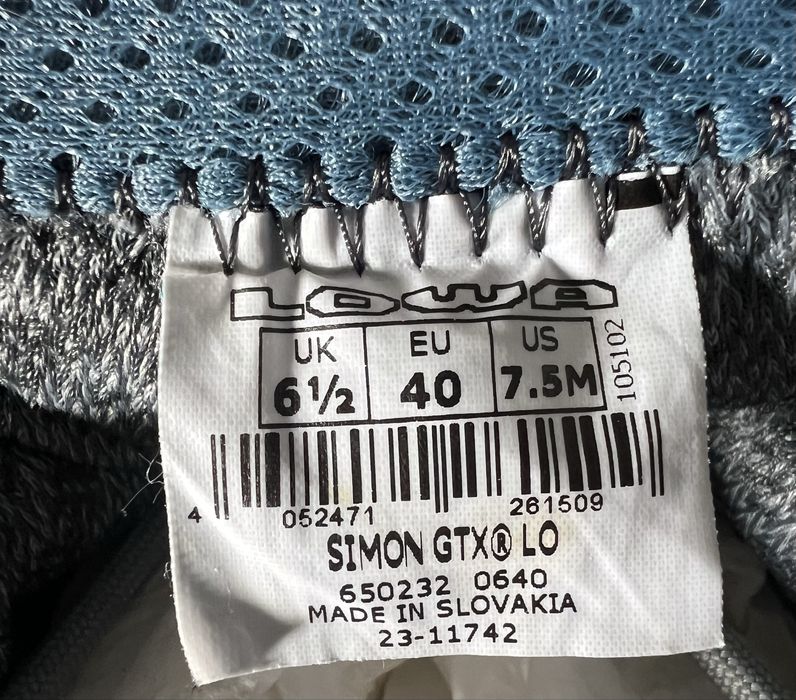 LOWA
UK EU US
6½ 40 7.5M
105102
4 052471 261509
SIMON GTX® LO
650232 0640
MADE IN SLOVAKIA
23-11742